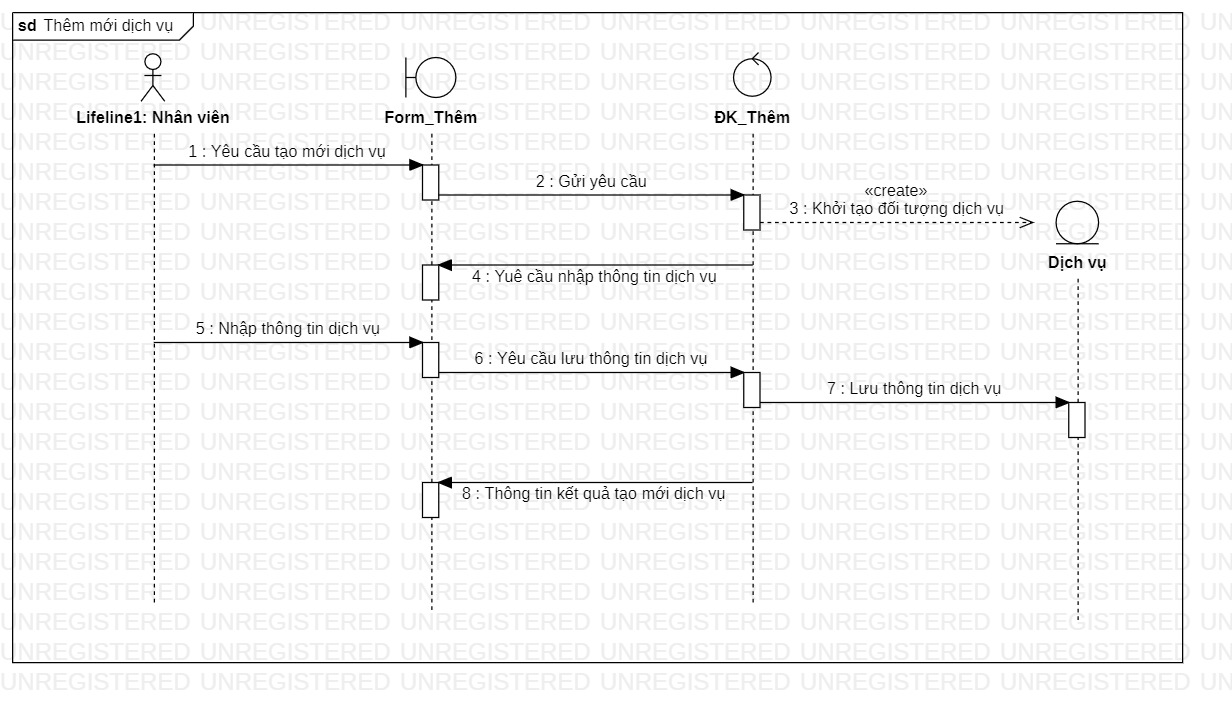 sd Thêm mới dịch vụ
Lifeline1: Nhân viên
Form_Thêm
ĐK_Thêm
1 : Yêu cầu tạo mới dịch vụ
2 : Gửi yêu cầu
«create»
3 : Khởi tạo đối tượng dịch vụ
Dịch vụ
4 : Yuê cầu nhập thông tin dịch vụ
5 : Nhập thông tin dịch vụ
6 : Yêu cầu lưu thông tin dịch vụ
7 : Lưu thông tin dịch vụ
8 : Thông tin kết quả tạo mới dịch vụ
UNREGISTERED